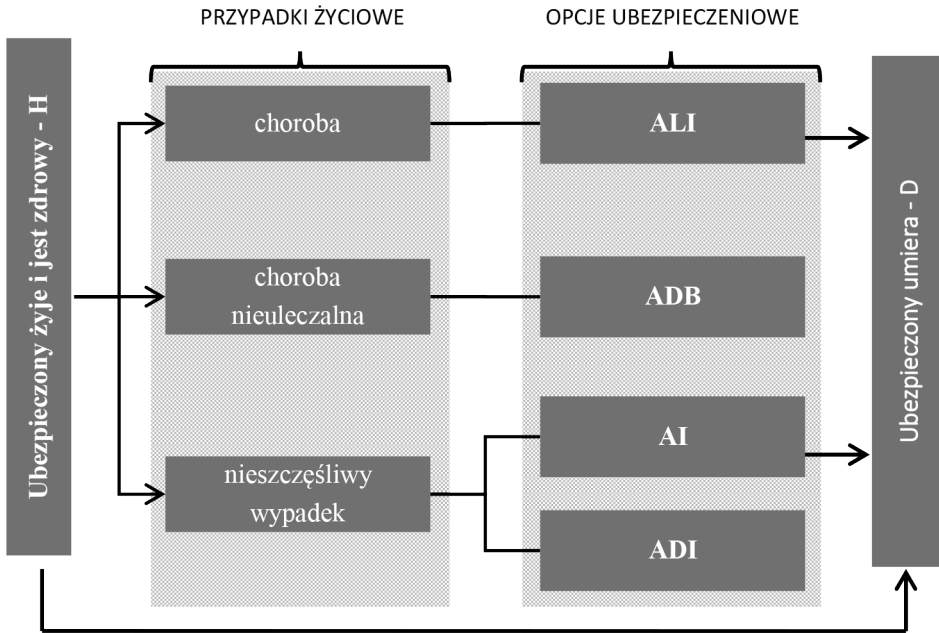 PRZYPADKI ŻYCIOWE
OPCJE UBEZPIECZENIOWE
Ubezpieczony żyje i jest zdrowy - H
choroba
ALI
choroba
nieuleczalna
ADB
nieszczęśliwy
wypadek
AI
ADI
Ubezpieczony umiera - D